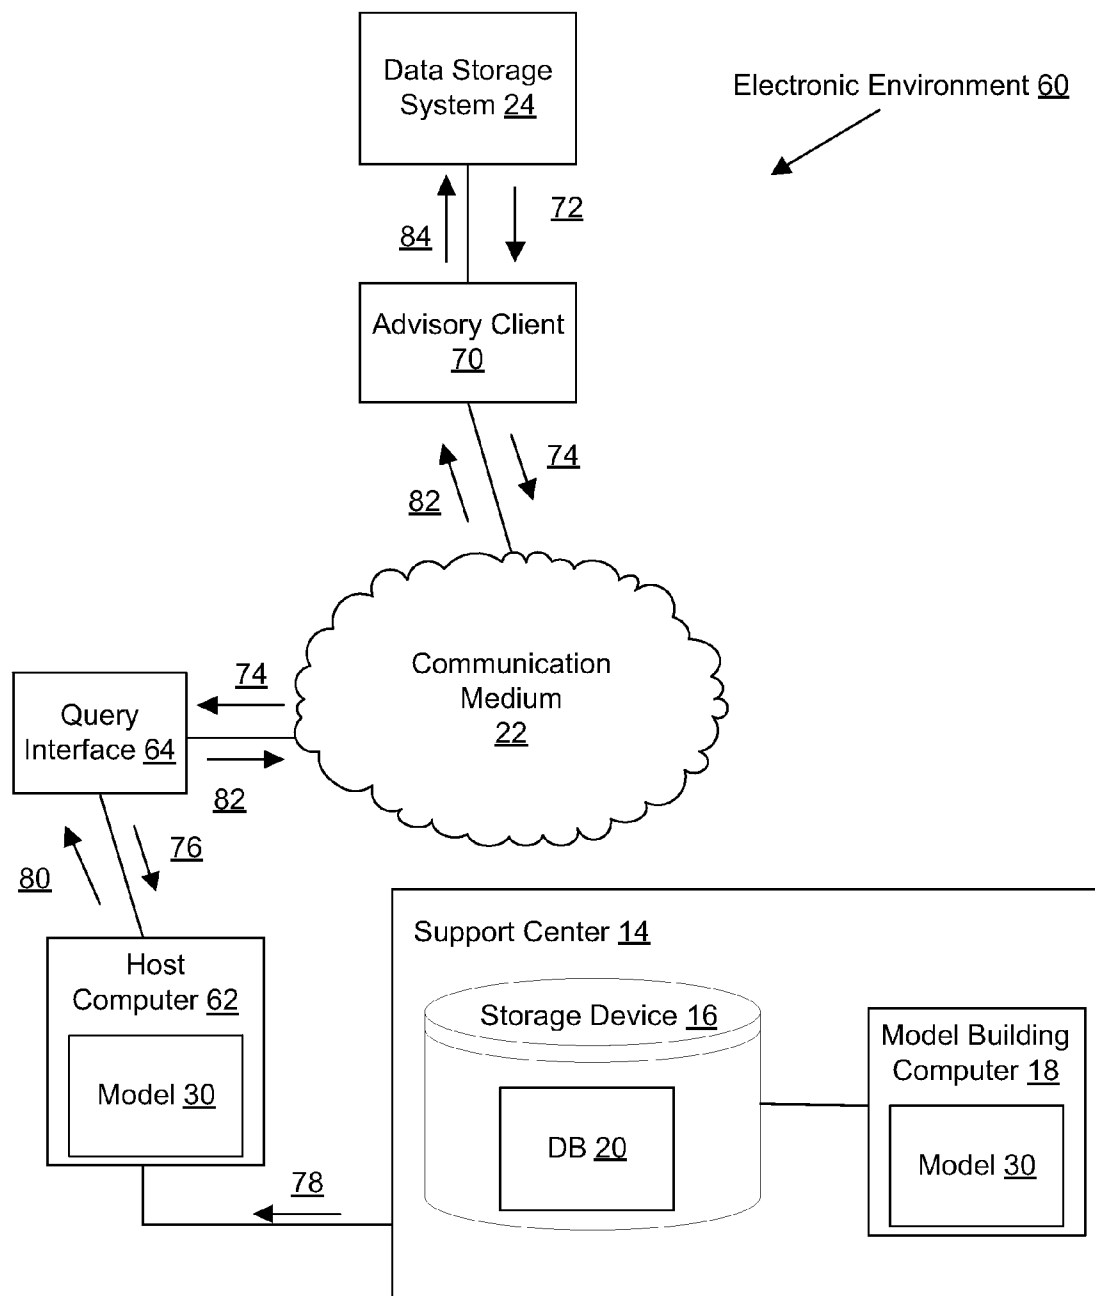 Data Storage
System 24
Electronic Environment 60
84
72
Advisory Client
70
74
82
Communication
Medium
22
74
Query
Interface 64
82
80
76
Host
Computer 62
Model 30
78
Support Center 14
Storage Device 16
DB 20
Model Building
Computer 18
Model 30